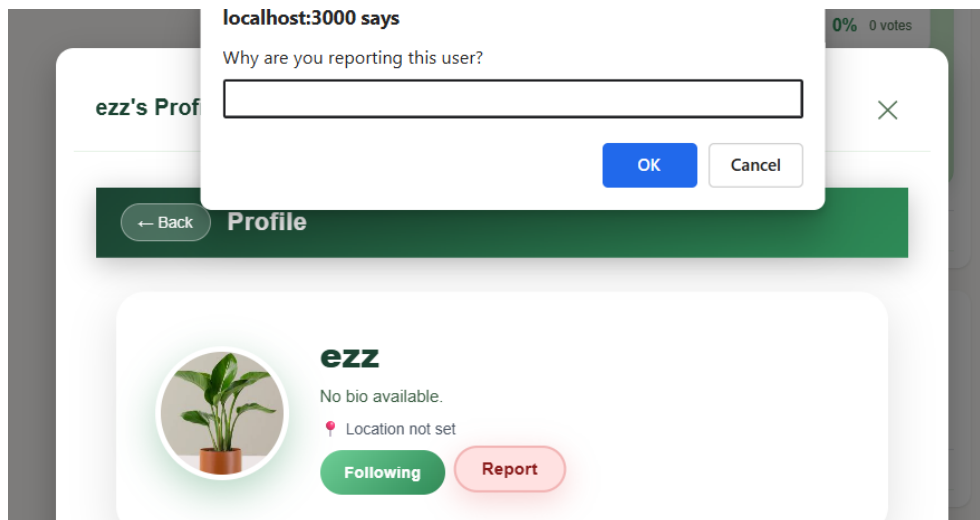 localhost:3000 says
0% 0 votes
Why are you reporting this user?
ezz's Prof
OK Cancel
← Back Profile
ezz
No bio available.
📍 Location not set
Following Report